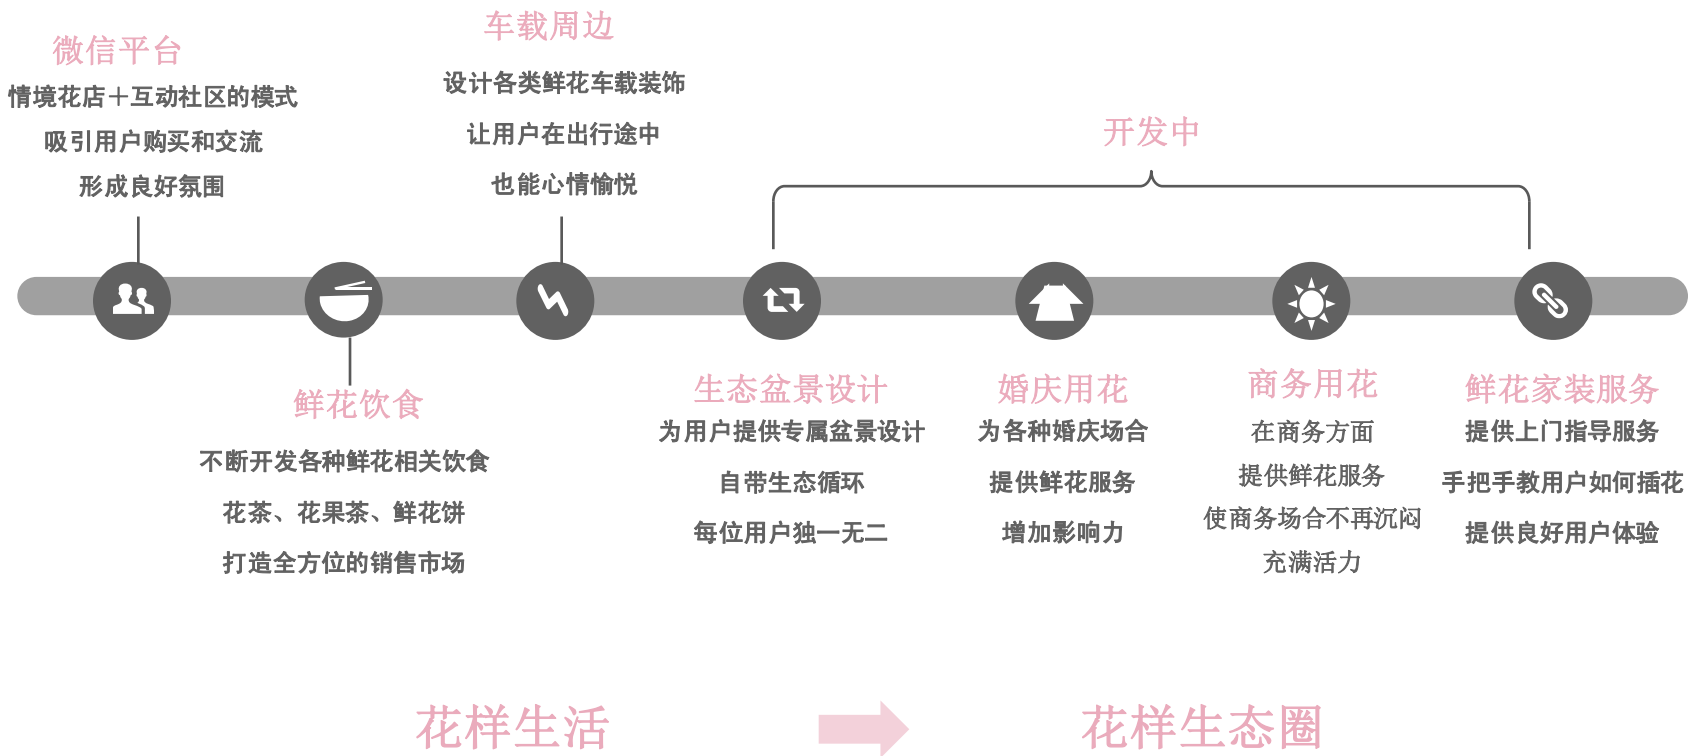 微信平台
情境花店＋互动社区的模式
吸引用户购买和交流
形成良好氛围
车载周边
设计各类鲜花车载装饰
让用户在出行途中
也能心情愉悦
开发中
鲜花饮食
不断开发各种鲜花相关饮食
花茶、花果茶、鲜花饼
打造全方位的销售市场
生态盆景设计
为用户提供专属盆景设计
自带生态循环
每位用户独一无二
婚庆用花
为各种婚庆场合
提供鲜花服务
增加影响力
商务用花
在商务方面
提供鲜花服务
使商务场合不再沉闷
充满活力
鲜花家装服务
提供上门指导服务
手把手教用户如何插花
提供良好用户体验
花样生活
花样生态圈